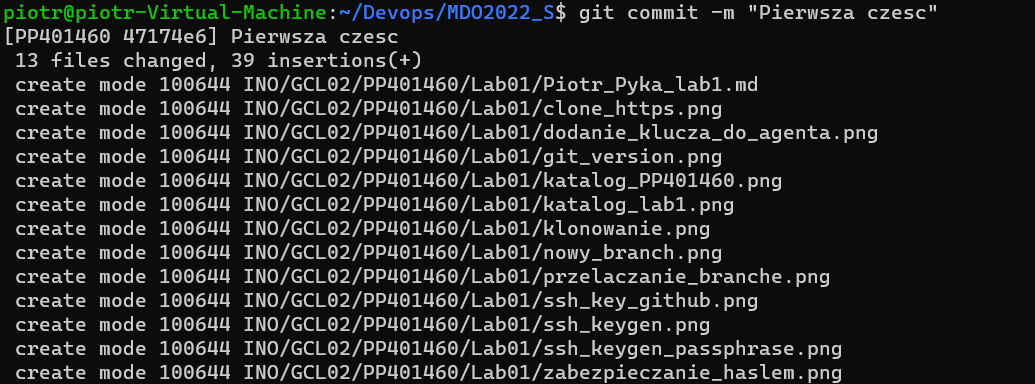 piotr@piotr-Virtual-Machine:~/Devops/MDO2022_S$ git commit -m "Pierwsza czesc"
[PP401460 47174e6] Pierwsza czesc
 13 files changed, 39 insertions(+)
 create mode 100644 INO/GCL02/PP401460/Lab01/Piotr_Pyka_lab1.md
 create mode 100644 INO/GCL02/PP401460/Lab01/clone_https.png
 create mode 100644 INO/GCL02/PP401460/Lab01/dodanie_klucza_do_agenta.png
 create mode 100644 INO/GCL02/PP401460/Lab01/git_version.png
 create mode 100644 INO/GCL02/PP401460/Lab01/katalog_PP401460.png
 create mode 100644 INO/GCL02/PP401460/Lab01/katalog_lab1.png
 create mode 100644 INO/GCL02/PP401460/Lab01/klonowanie.png
 create mode 100644 INO/GCL02/PP401460/Lab01/nowy_branch.png
 create mode 100644 INO/GCL02/PP401460/Lab01/przelaczanie_branche.png
 create mode 100644 INO/GCL02/PP401460/Lab01/ssh_key_github.png
 create mode 100644 INO/GCL02/PP401460/Lab01/ssh_keygen.png
 create mode 100644 INO/GCL02/PP401460/Lab01/ssh_keygen_passphrase.png
 create mode 100644 INO/GCL02/PP401460/Lab01/zabezpieczanie_haslem.png